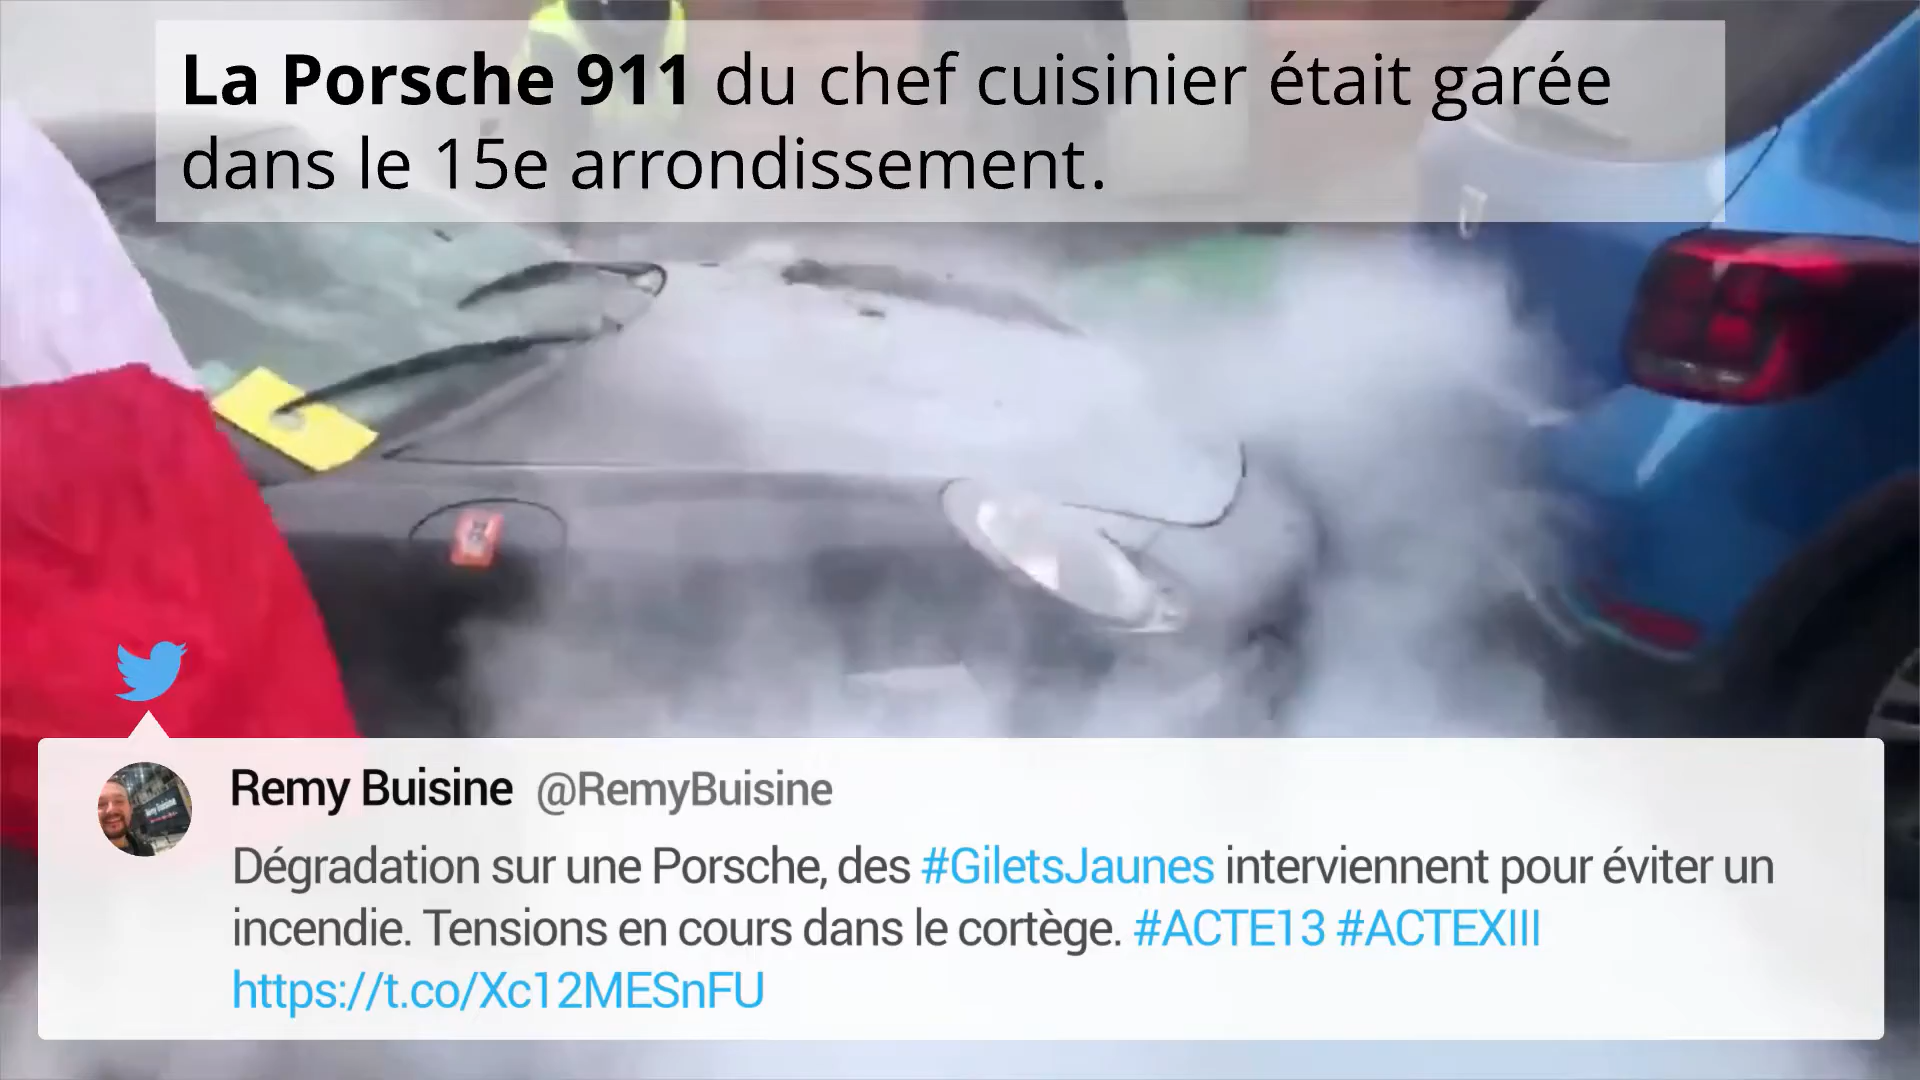 La Porsche 911 du chef cuisinier était garée
dans le 15e arrondissement.
Remy Buisine @RemyBuisine
Dégradation sur une Porsche, des #GiletsJaunes interviennent pour éviter un
incendie. Tensions en cours dans le cortège. #ACTE13 #ACTEXIII
https://t.co/Xc12MESnFU